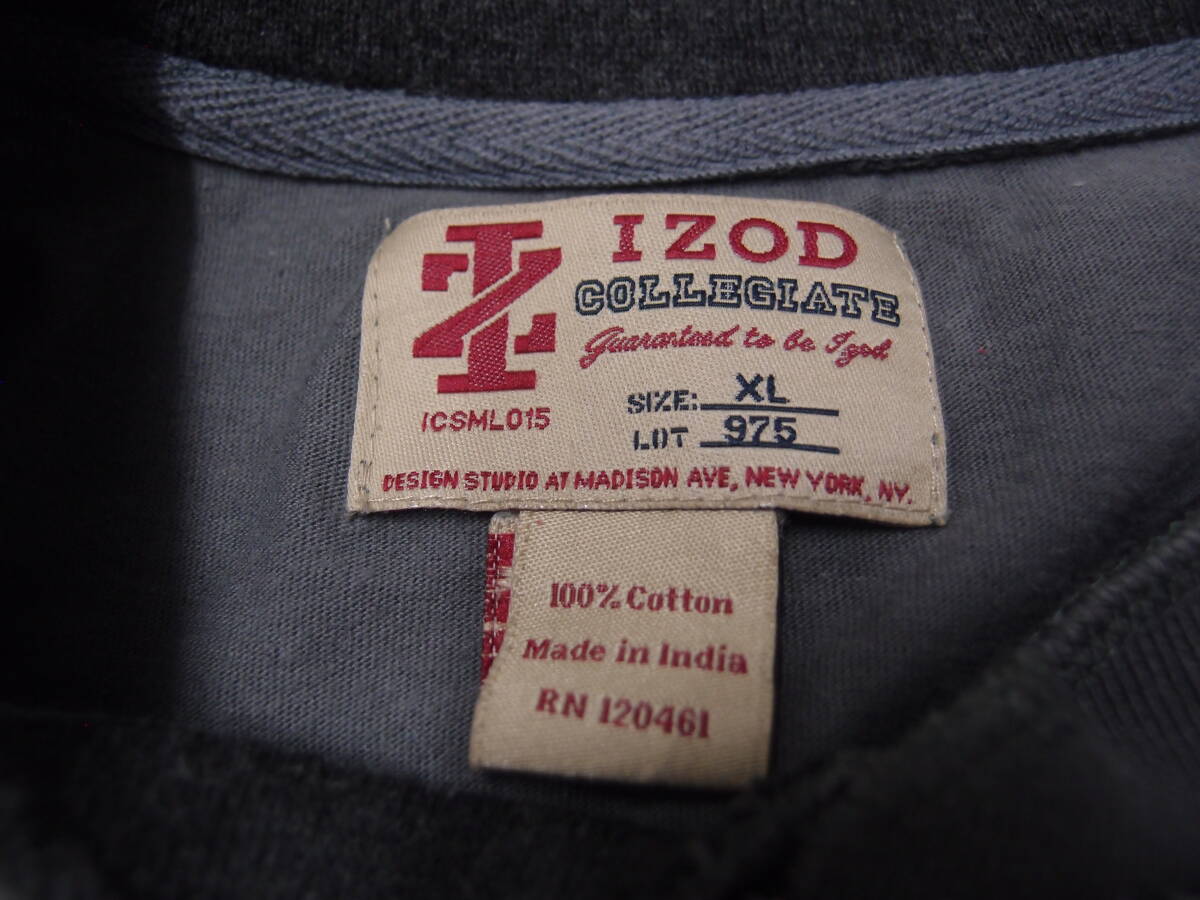 IZOD
COLLEGIATE
Guaranteed to be Izod
ICSML015
SIZE: XL
LOT 975
DESIGN STUDIO AT MADISON AVE, NEW YORK, NY.
100% Cotton
Made in India
RN 120461